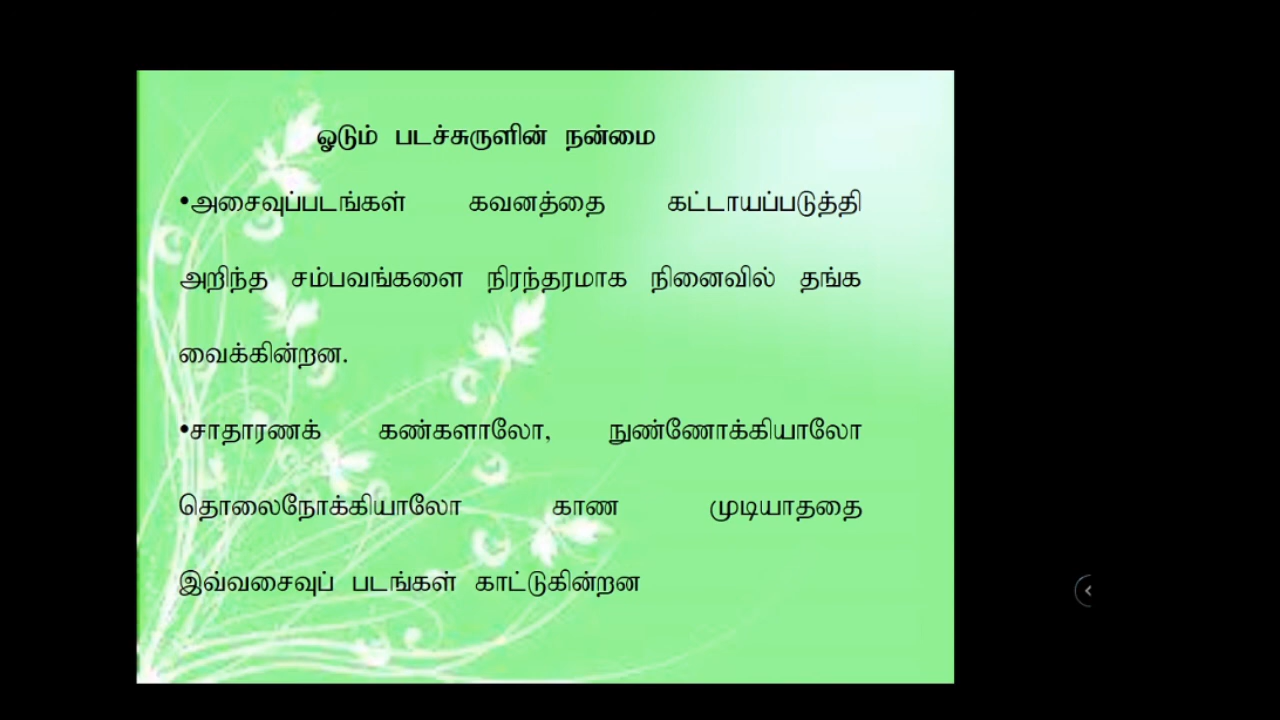 ஓடும் படச்சுருளின் நன்மை
•அசைவுப்படங்கள் கவனத்தை கட்டாயப்படுத்தி
அறிந்த சம்பவங்களை நிரந்தரமாக நினைவில் தங்க
வைக்கின்றன.
•சாதாரணக் கண்களாலோ, நுண்ணோக்கியாலோ
தொலைநோக்கியாலோ காண முடியாததை
இவ்வசைவுப் படங்கள் காட்டுகின்றன